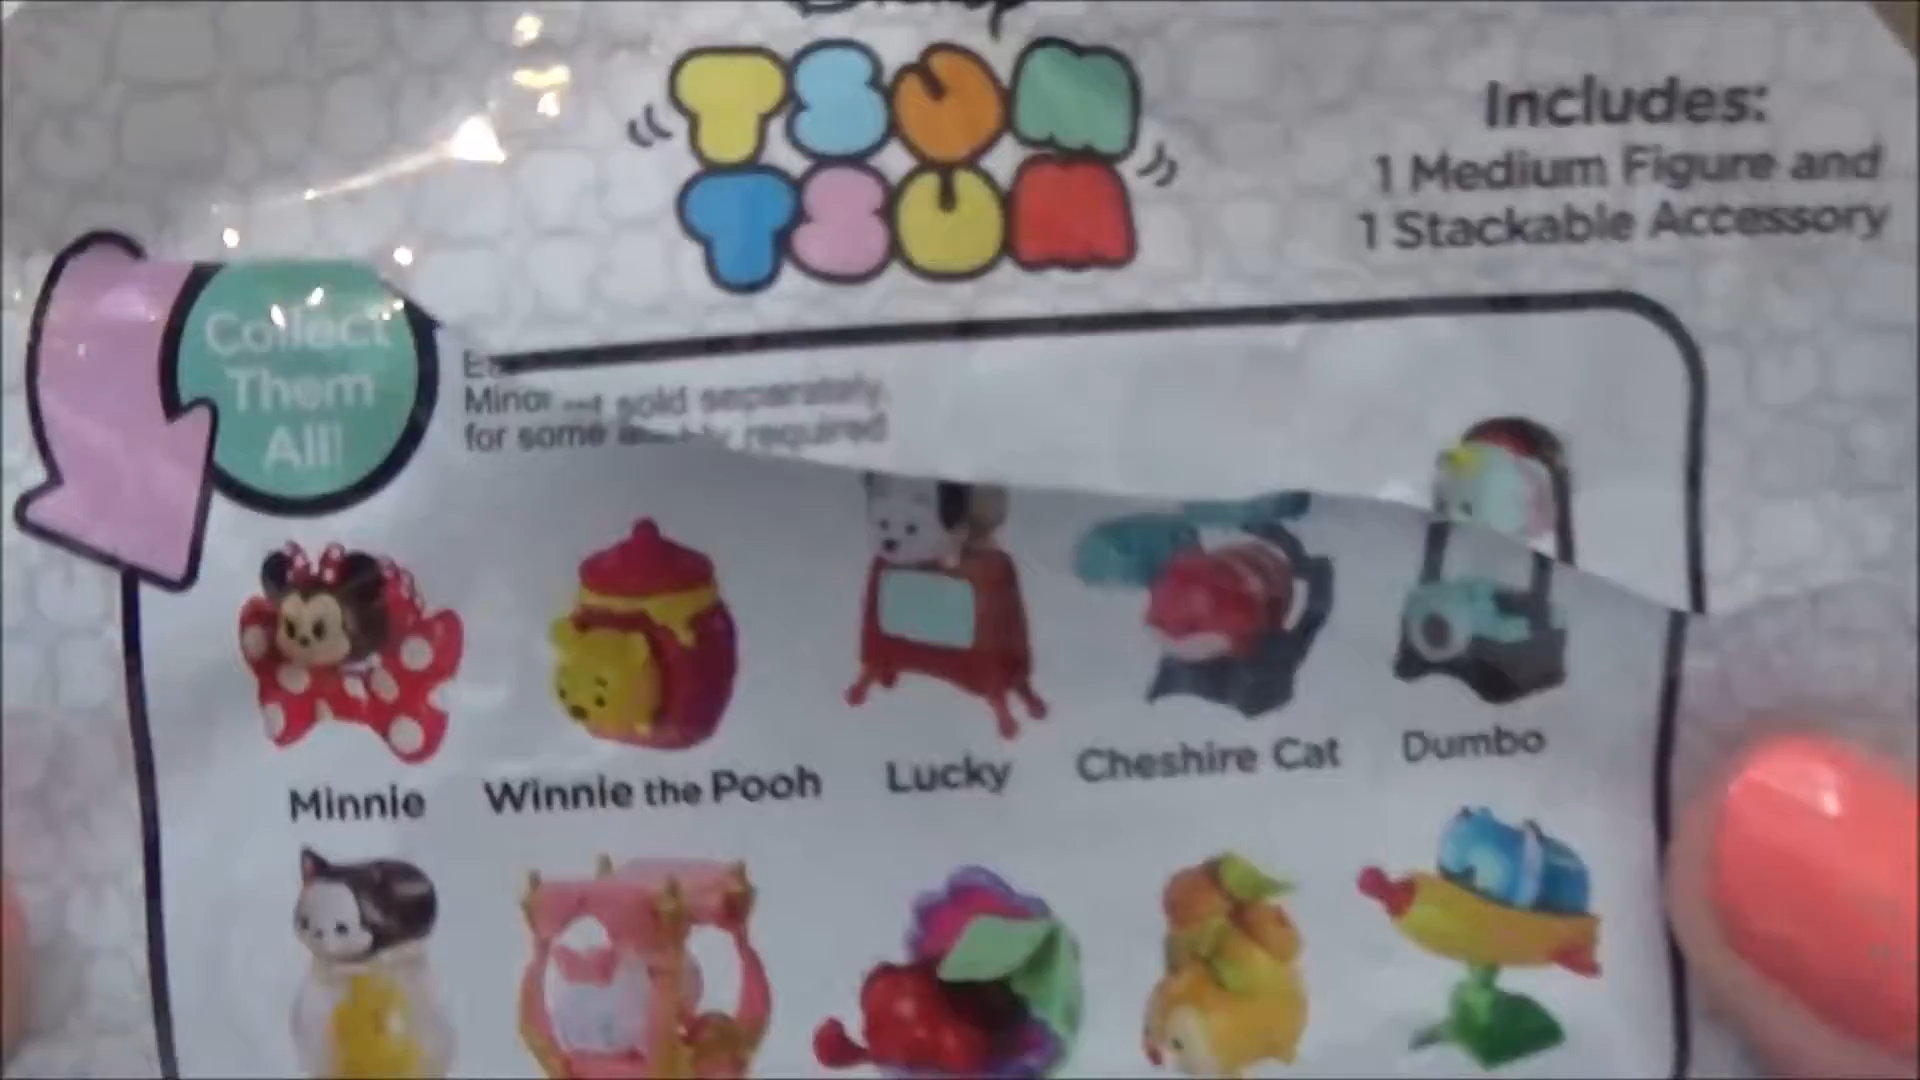 TSUM
TSUM
Includes:
1 Medium Figure and
1 Stackable Accessory
Collect
Them
All!
sold separately.
for some required
Minnie
Winnie the Pooh
Lucky
Cheshire Cat
Dumbo